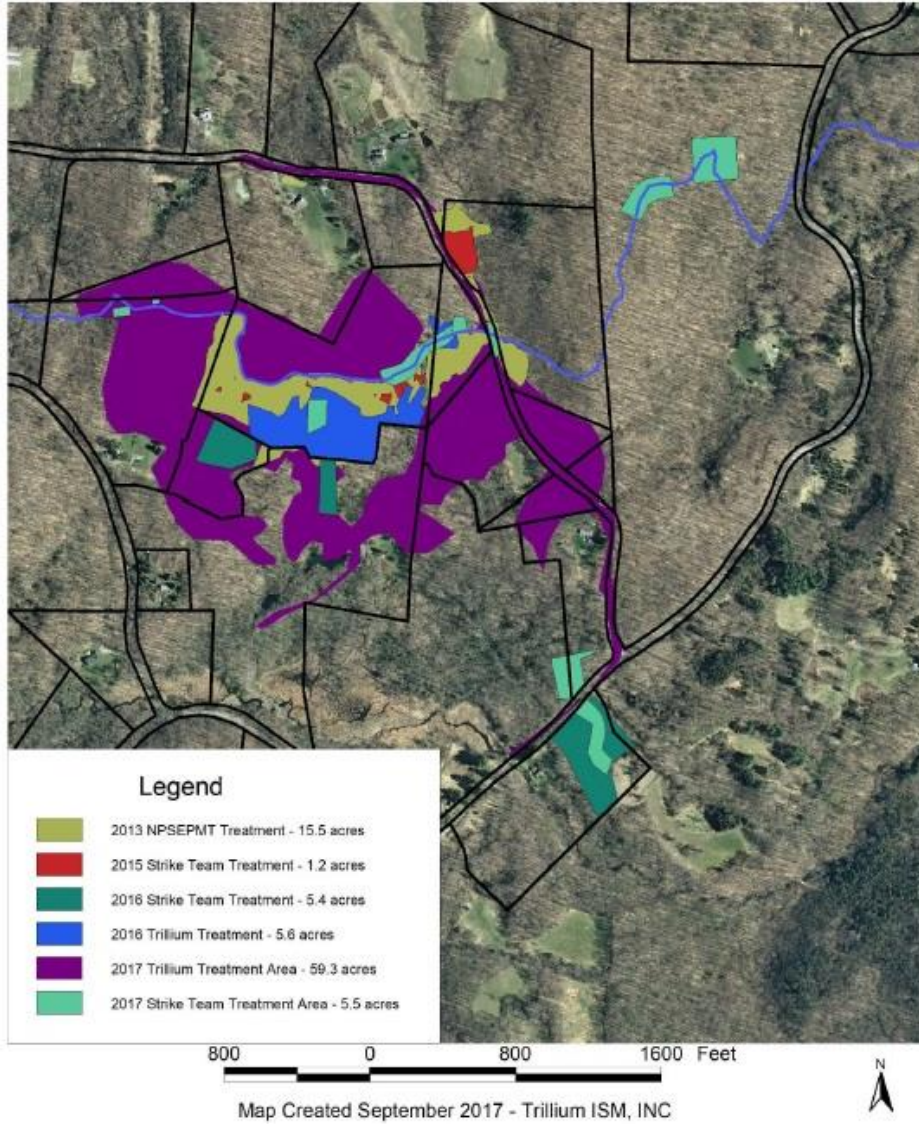 Legend
2013 NPSEPMT Treatment - 15.5 acres
2015 Strike Team Treatment - 1.2 acres
2016 Strike Team Treatment - 5.4 acres
2016 Trillium Treatment - 5.6 acres
2017 Trillium Treatment Area - 59.3 acres
2017 Strike Team Treatment Area - 5.5 acres
800 0 800 1600 Feet
Map Created September 2017 - Trillium ISM, INC
N